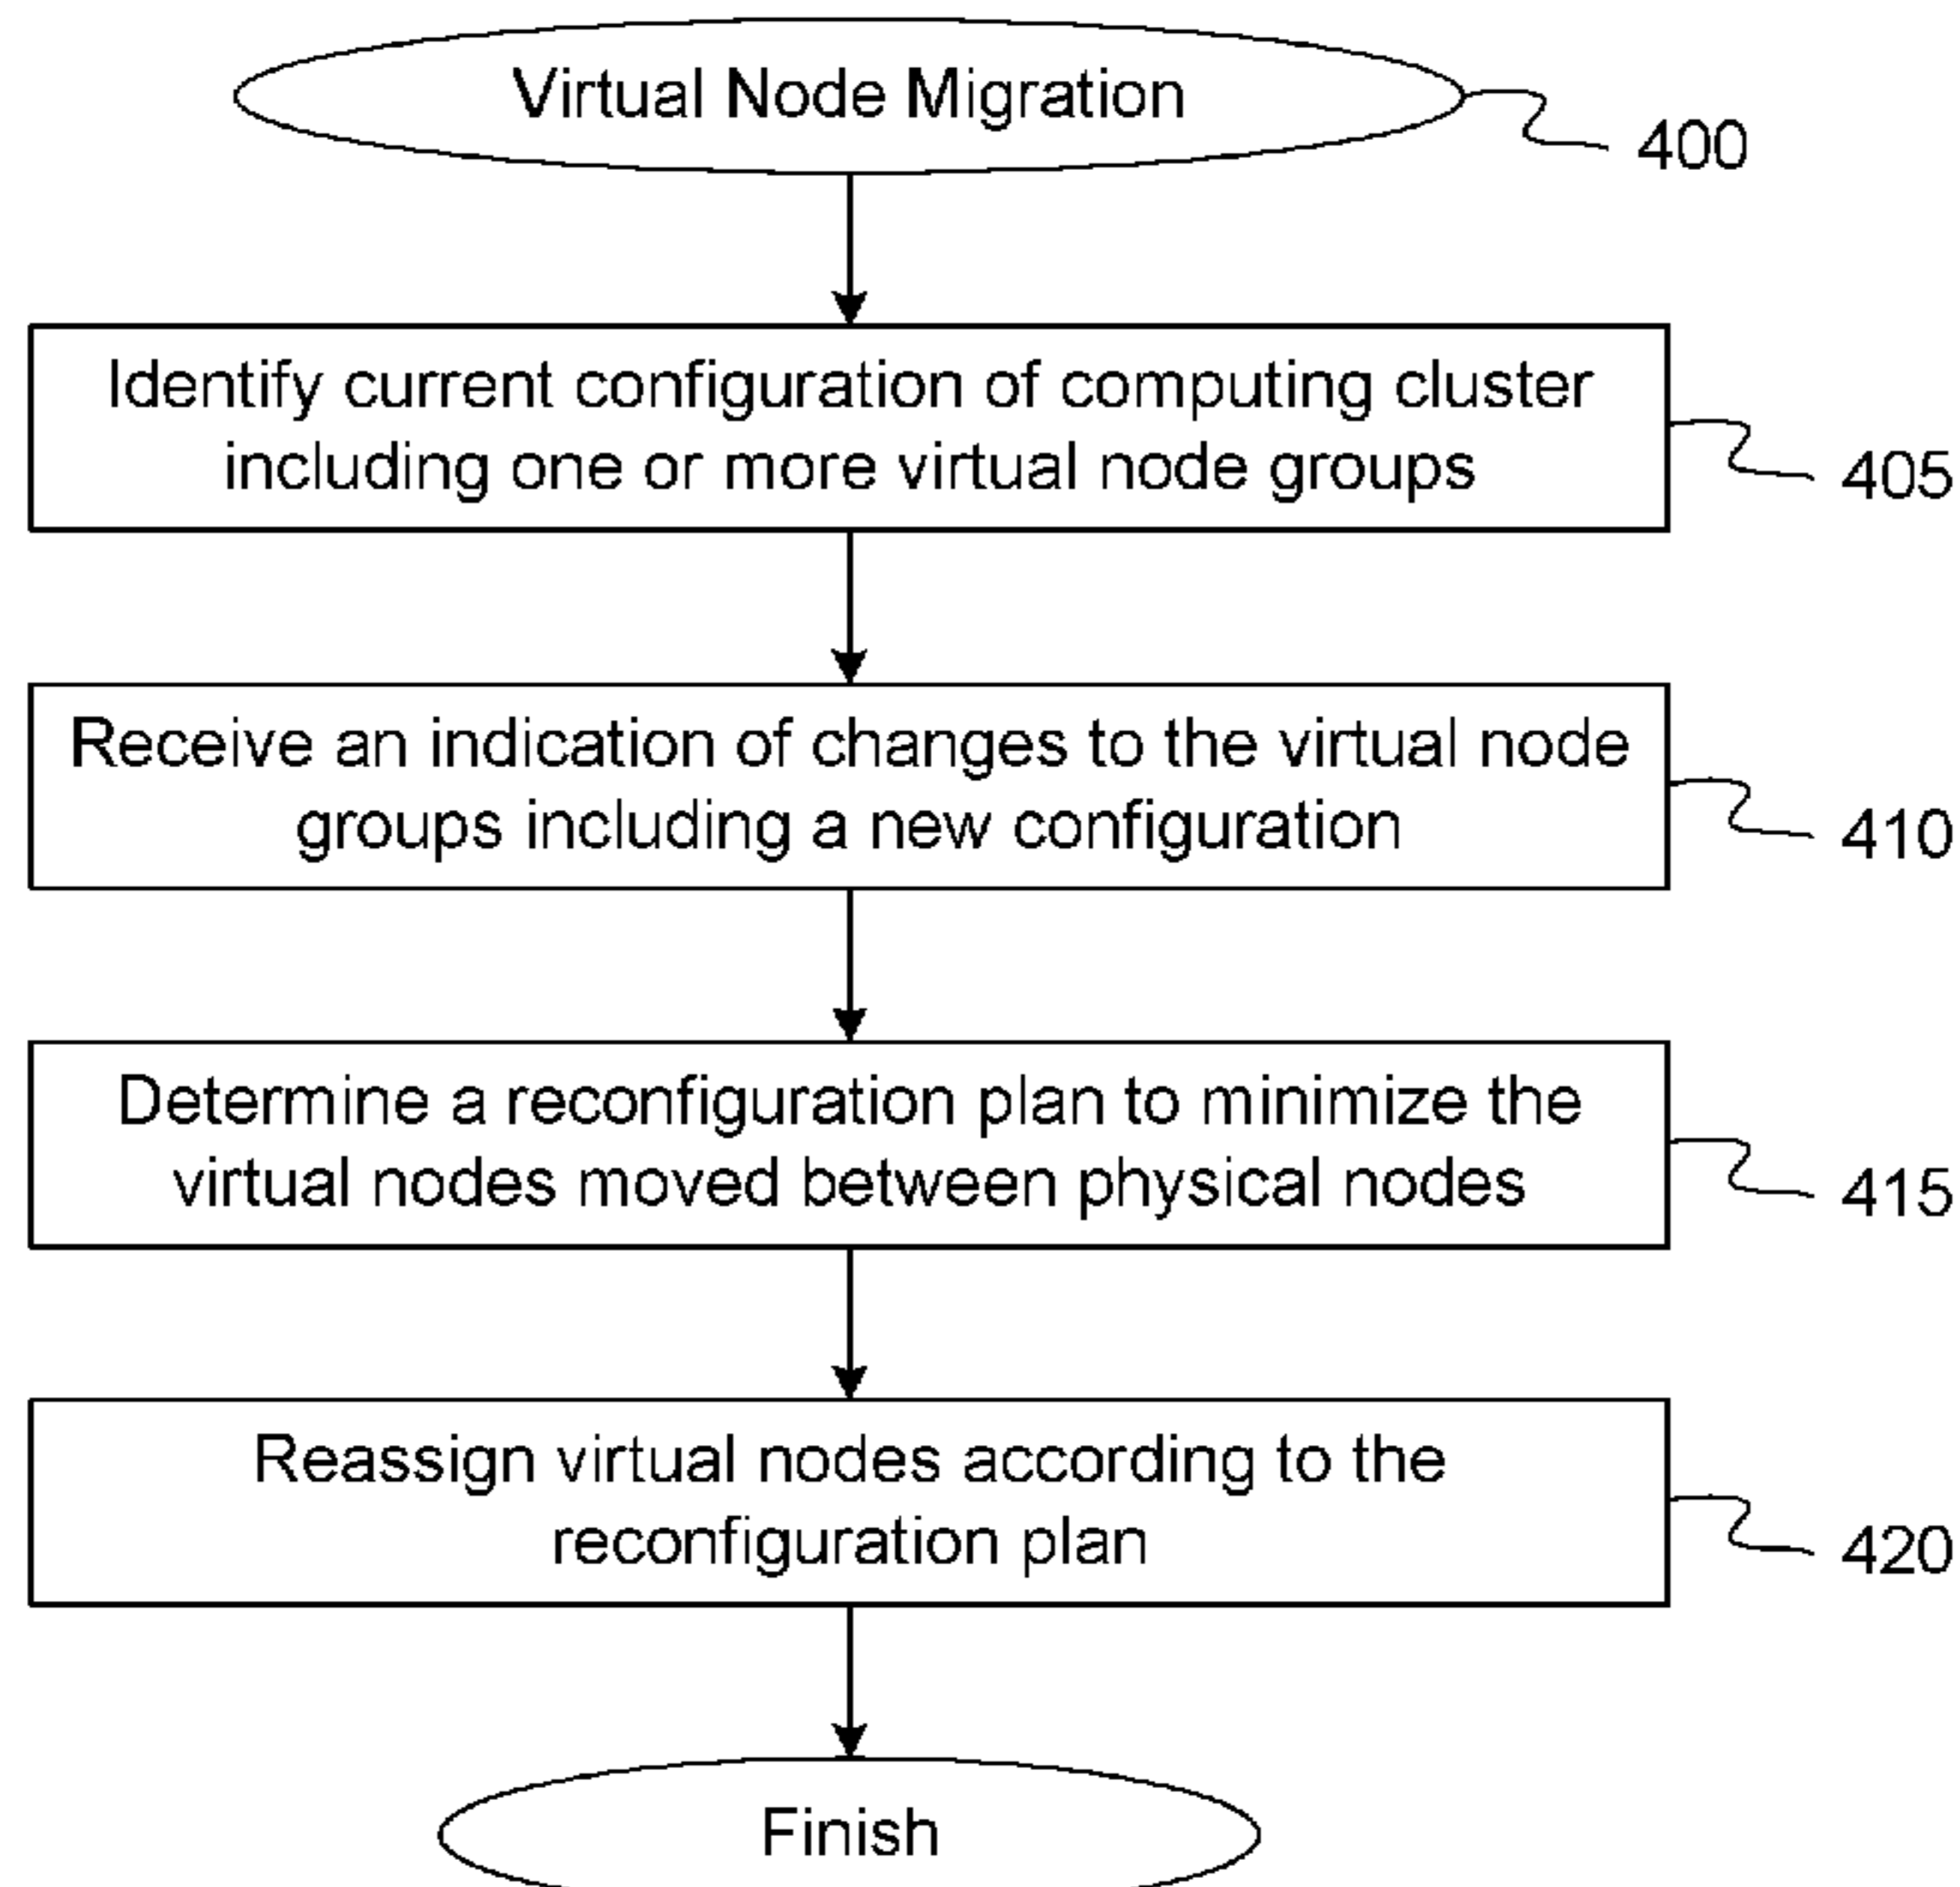 Virtual Node Migration
400
Identify current configuration of computing cluster
including one or more virtual node groups
405
Receive an indication of changes to the virtual node
groups including a new configuration
410
Determine a reconfiguration plan to minimize the
virtual nodes moved between physical nodes
415
Reassign virtual nodes according to the
reconfiguration plan
420
Finish